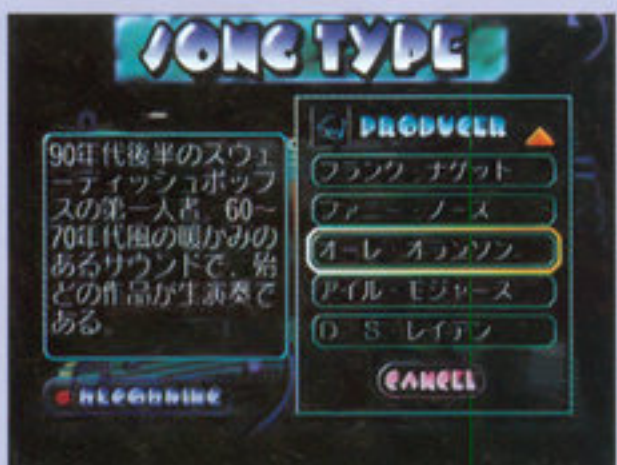 SONG TYPE
90年代後半のスウェ
ーディッシュポップ
スの第一人者。60~
70年代風の暖かみの
あるサウンドで、殆
どの作品が生演奏で
ある。
PRODUCER
フランク・ナゲット
ファニー・ノーズ
オーレ・オランソン
アイル・モジャース
D・S・レイデン
CANCEL